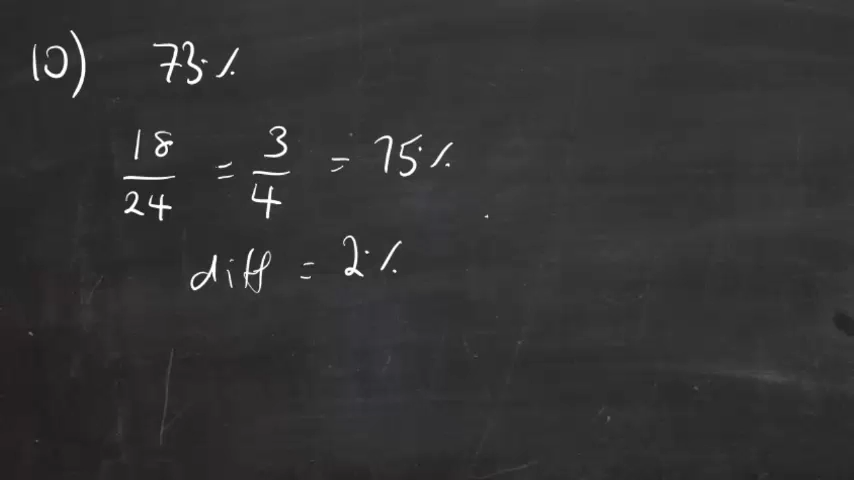 10) 73%
18/24 = 3/4 = 75%
diff = 2%